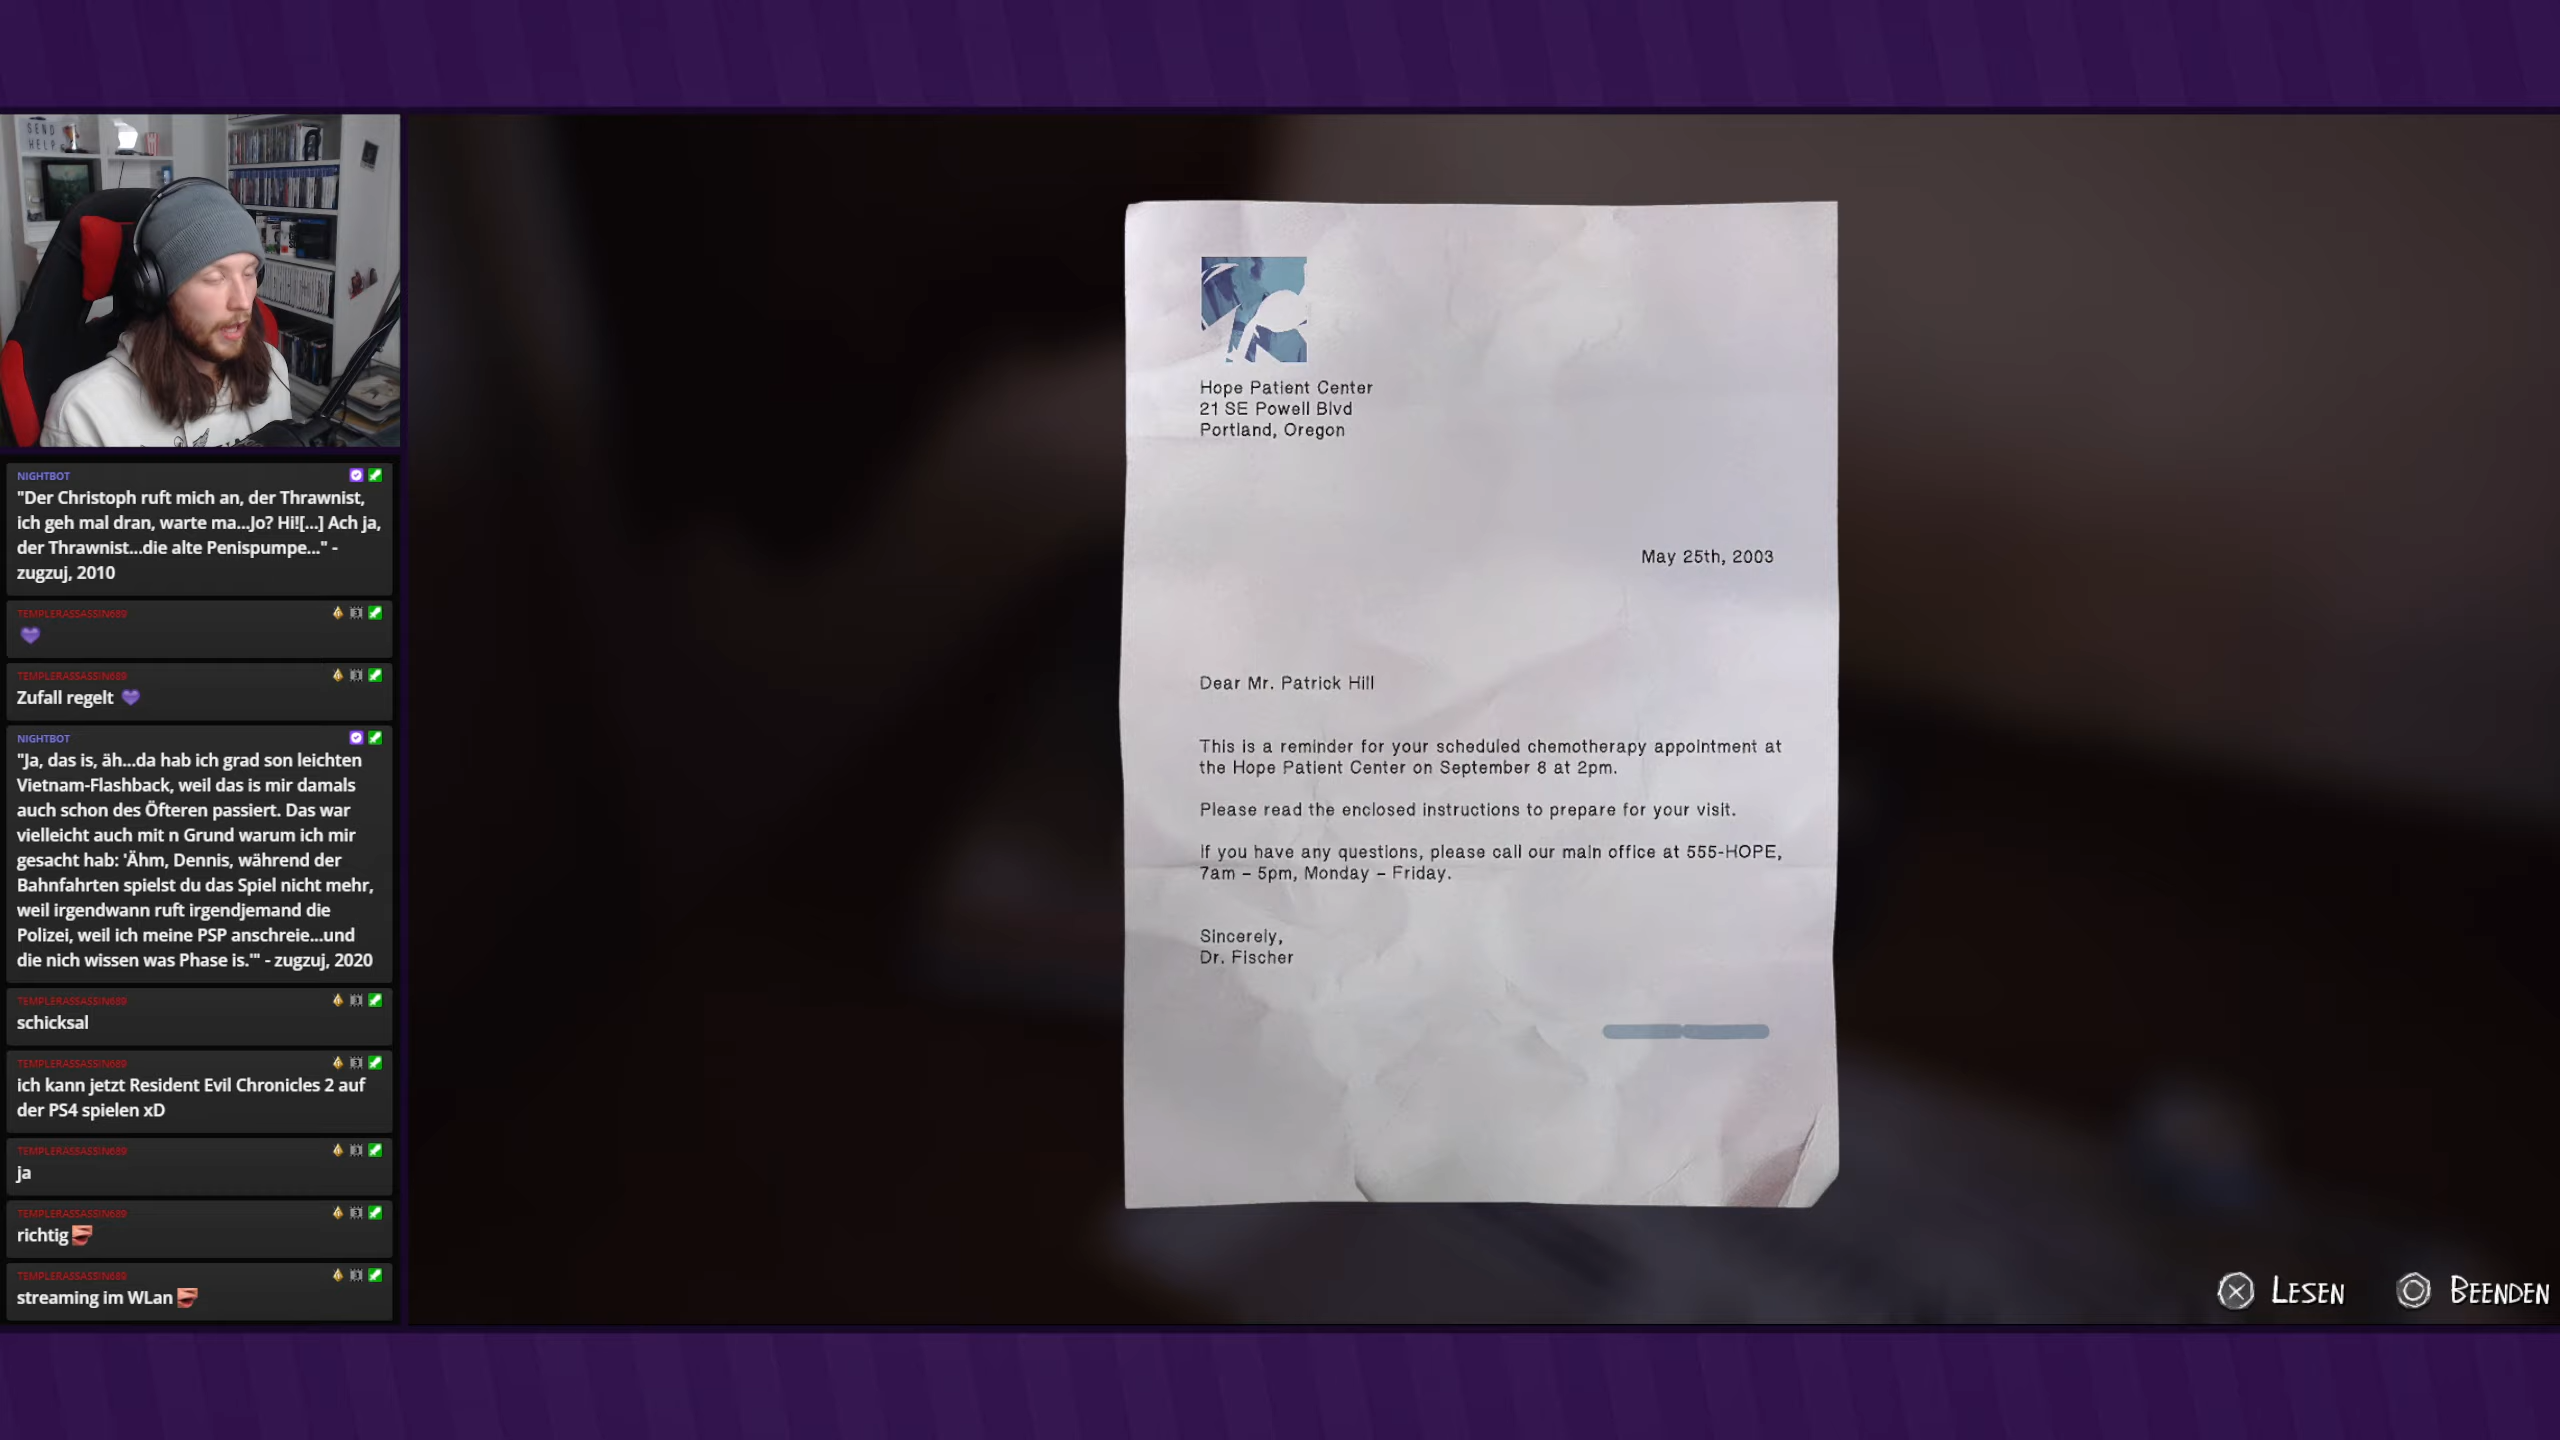 SEND
HELP
NIGHTBOT
"Der Christoph ruft mich an, der Thrawnist,
ich geh mal dran, warte ma...Jo? Hi![...] Ach ja,
der Thrawnist...die alte Penispumpe..." -
zugzuj, 2010
TEMPLERASSASSIN689
TEMPLERASSASSIN689
Zufall regelt
NIGHTBOT
"Ja, das is, äh...da hab ich grad son leichten
Vietnam-Flashback, weil das is mir damals
auch schon des Öfteren passiert. Das war
vielleicht auch mit n Grund warum ich mir
gesacht hab: 'Ähm, Dennis, während der
Bahnfahrten spielst du das Spiel nicht mehr,
weil irgendwann ruft irgendjemand die
Polizei, weil ich meine PSP anschreie...und
die nich wissen was Phase is.'" - zugzuj, 2020
TEMPLERASSASSIN689
schicksal
TEMPLERASSASSIN689
ich kann jetzt Resident Evil Chronicles 2 auf
der PS4 spielen xD
TEMPLERASSASSIN689
ja
TEMPLERASSASSIN689
richtig
TEMPLERASSASSIN689
streaming im WLan
Hope Patient Center
21 SE Powell Blvd
Portland, Oregon
May 25th, 2003
Dear Mr. Patrick Hill
This is a reminder for your scheduled chemotherapy appointment at
the Hope Patient Center on September 8 at 2pm.
Please read the enclosed instructions to prepare for your visit.
If you have any questions, please call our main office at 555-HOPE,
7am – 5pm, Monday – Friday.
Sincerely,
Dr. Fischer
LESEN
BEENDEN